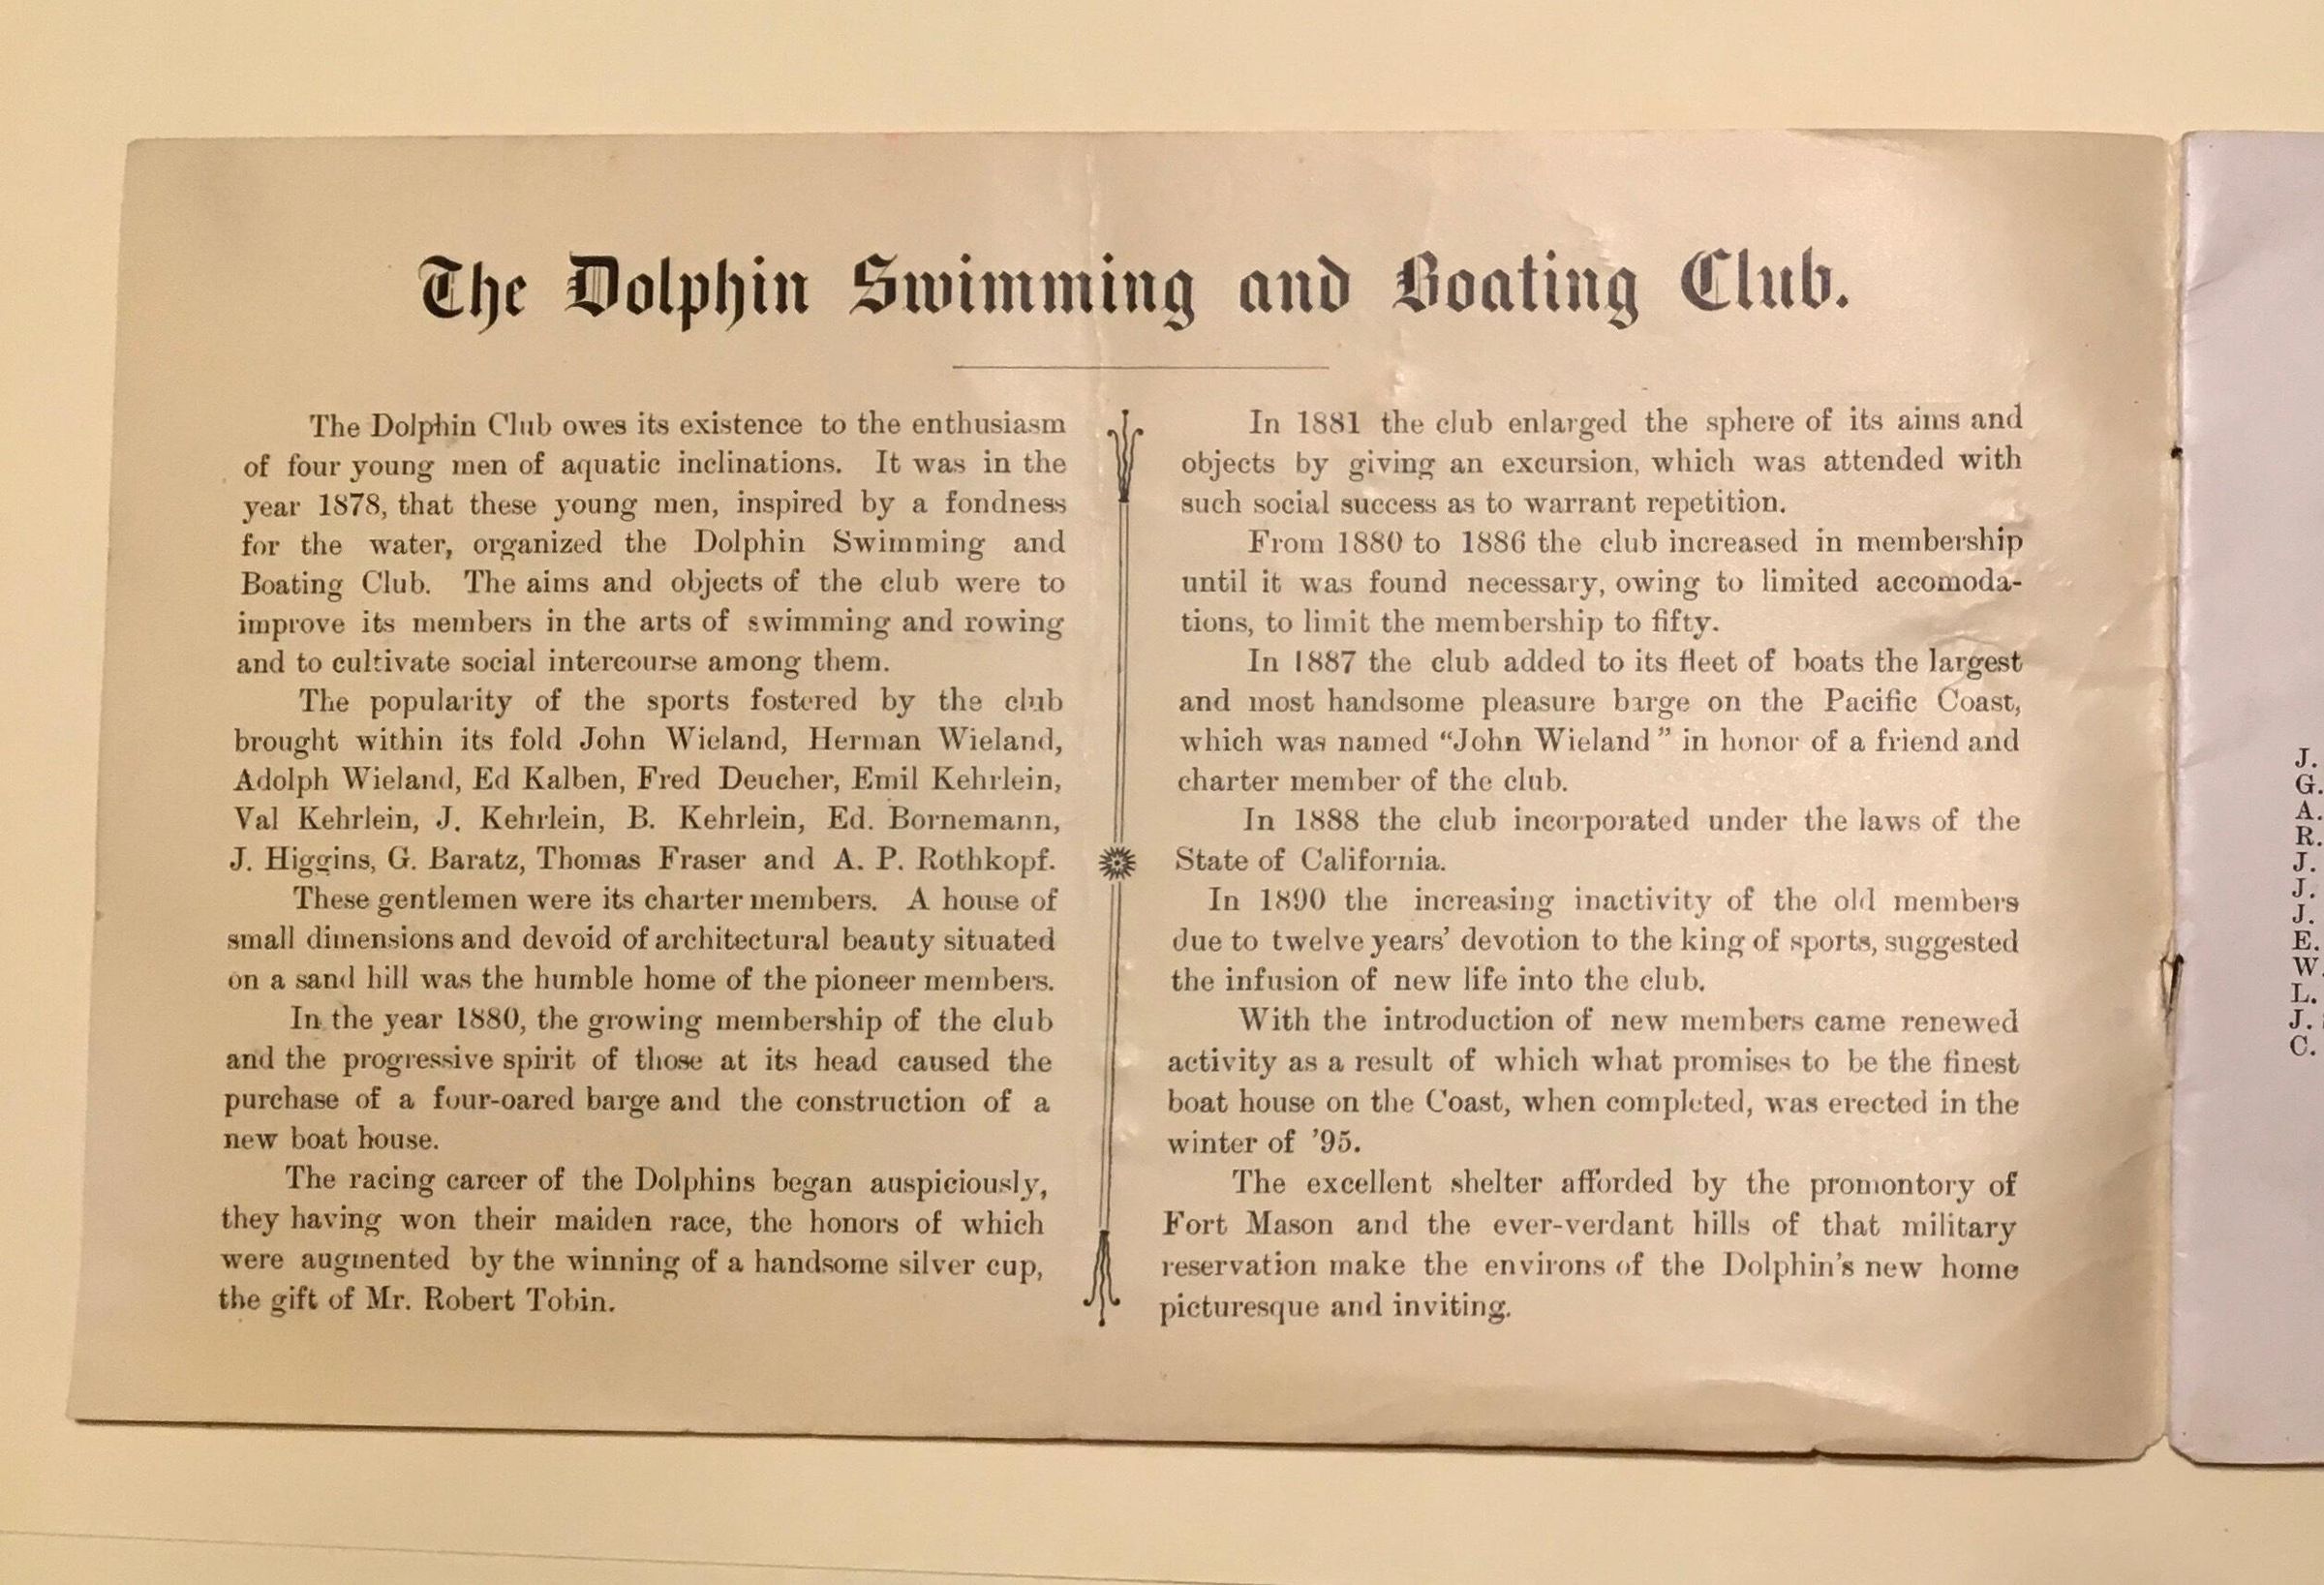 The Dolphin Swimming and Boating Club.
The Dolphin Club owes its existence to the enthusiasm
of four young men of aquatic inclinations. It was in the
year 1878, that these young men, inspired by a fondness
for the water, organized the Dolphin Swimming and
Boating Club. The aims and objects of the club were to
improve its members in the arts of swimming and rowing
and to cultivate social intercourse among them.
The popularity of the sports fostered by the club
brought within its fold John Wieland, Herman Wieland,
Adolph Wieland, Ed Kalben, Fred Deucher, Emil Kehrlein,
Val Kehrlein, J. Kehrlein, B. Kehrlein, Ed. Bornemann,
J. Higgins, G. Baratz, Thomas Fraser and A. P. Rothkopf.
These gentlemen were its charter members. A house of
small dimensions and devoid of architectural beauty situated
on a sand hill was the humble home of the pioneer members.
In the year 1880, the growing membership of the club
and the progressive spirit of those at its head caused the
purchase of a four-oared barge and the construction of a
new boat house.
The racing career of the Dolphins began auspiciously,
they having won their maiden race, the honors of which
were augmented by the winning of a handsome silver cup,
the gift of Mr. Robert Tobin.
In 1881 the club enlarged the sphere of its aims and
objects by giving an excursion, which was attended with
such social success as to warrant repetition.
From 1880 to 1886 the club increased in membership
until it was found necessary, owing to limited accomoda-
tions, to limit the membership to fifty.
In 1887 the club added to its fleet of boats the largest
and most handsome pleasure barge on the Pacific Coast,
which was named "John Wieland" in honor of a friend and
charter member of the club.
In 1888 the club incorporated under the laws of the
State of California.
In 1890 the increasing inactivity of the old members
due to twelve years' devotion to the king of sports, suggested
the infusion of new life into the club.
With the introduction of new members came renewed
activity as a result of which what promises to be the finest
boat house on the Coast, when completed, was erected in the
winter of '95.
The excellent shelter afforded by the promontory of
Fort Mason and the ever-verdant hills of that military
reservation make the environs of the Dolphin's new home
picturesque and inviting.
J.
G.
A.
R.
J.
J.
J.
E.
W.
L.
J.
C.